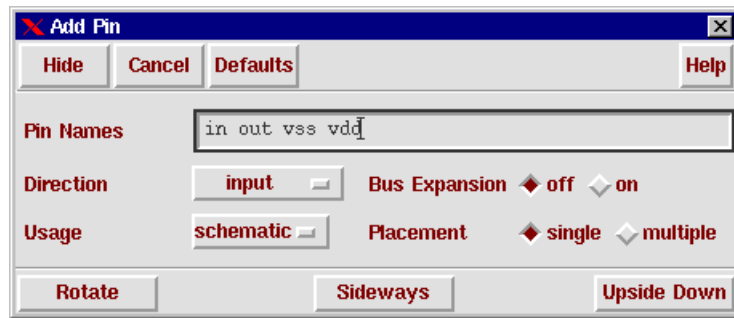 Add Pin
Hide Cancel Defaults Help
Pin Names in out vss vdd
Direction input Bus Expansion off on
Usage schematic Placement single multiple
Rotate Sideways Upside Down